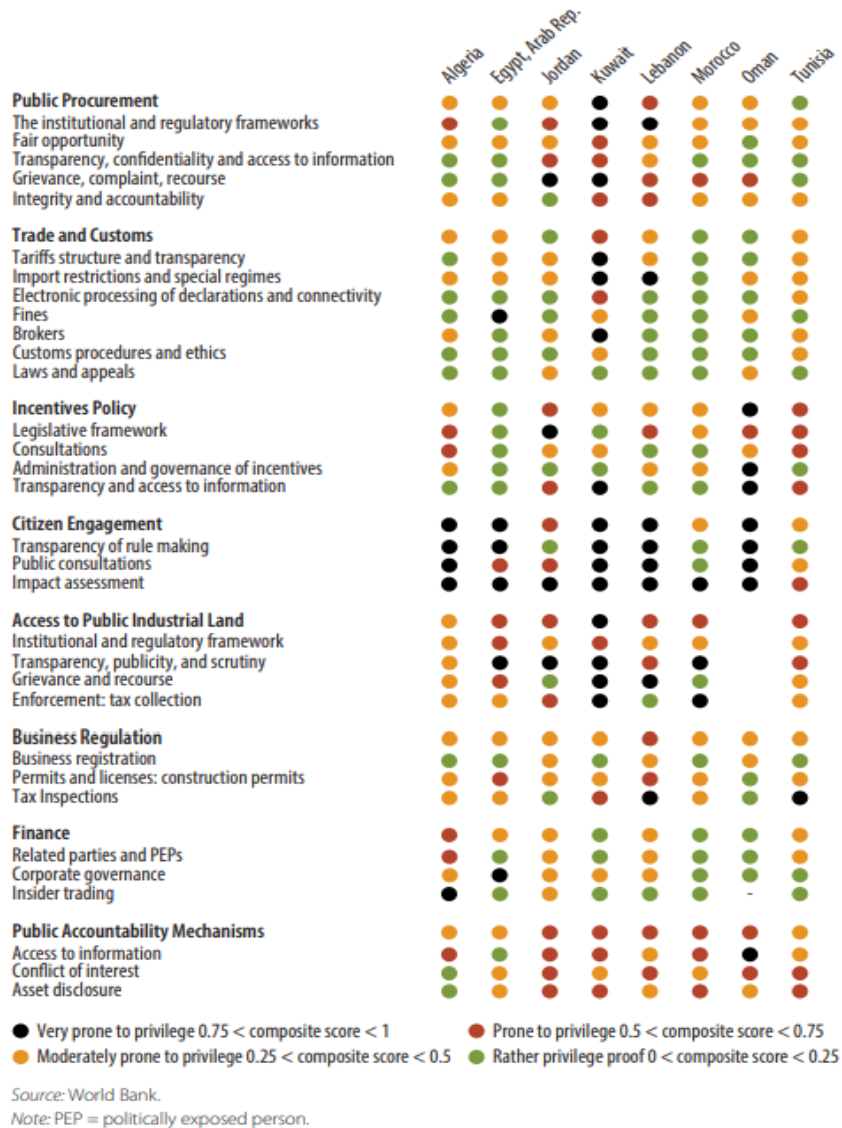 Algeria
Egypt, Arab Rep.
Jordan
Kuwait
Lebanon
Morocco
Oman
Tunisia
Public Procurement
The institutional and regulatory frameworks
Fair opportunity
Transparency, confidentiality and access to information
Grievance, complaint, recourse
Integrity and accountability
Trade and Customs
Tariffs structure and transparency
Import restrictions and special regimes
Electronic processing of declarations and connectivity
Fines
Brokers
Customs procedures and ethics
Laws and appeals
Incentives Policy
Legislative framework
Consultations
Administration and governance of incentives
Transparency and access to information
Citizen Engagement
Transparency of rule making
Public consultations
Impact assessment
Access to Public Industrial Land
Institutional and regulatory framework
Transparency, publicity, and scrutiny
Grievance and recourse
Enforcement: tax collection
Business Regulation
Business registration
Permits and licenses: construction permits
Tax Inspections
Finance
Related parties and PEPs
Corporate governance
Insider trading -
Public Accountability Mechanisms
Access to information
Conflict of interest
Asset disclosure
Very prone to privilege 0.75 < composite score < 1
Prone to privilege 0.5 < composite score < 0.75
Moderately prone to privilege 0.25 < composite score < 0.5
Rather privilege proof 0 < composite score < 0.25
Source: World Bank.
Note: PEP = politically exposed person.